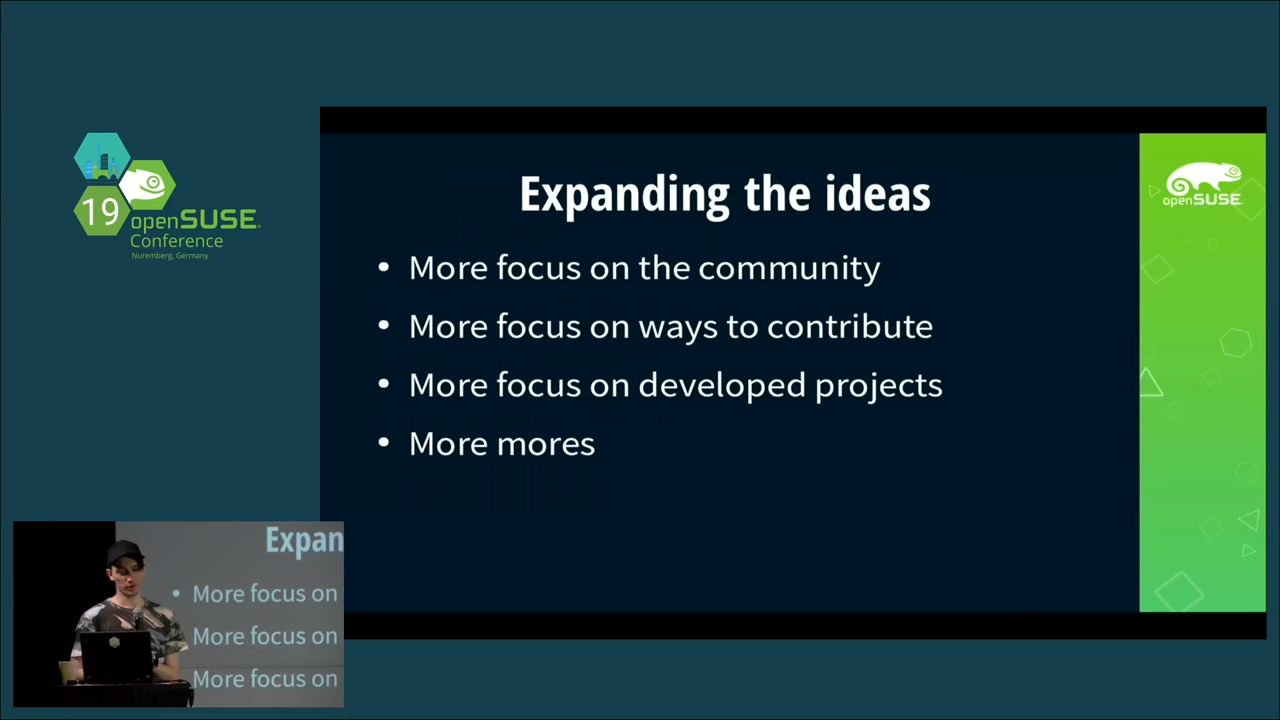 19
openSUSE
Conference
Nuremberg, Germany
Expanding the ideas
• More focus on the community
• More focus on ways to contribute
• More focus on developed projects
• More mores
openSUSE
Expan
• More focus on
More focus on
More focus on